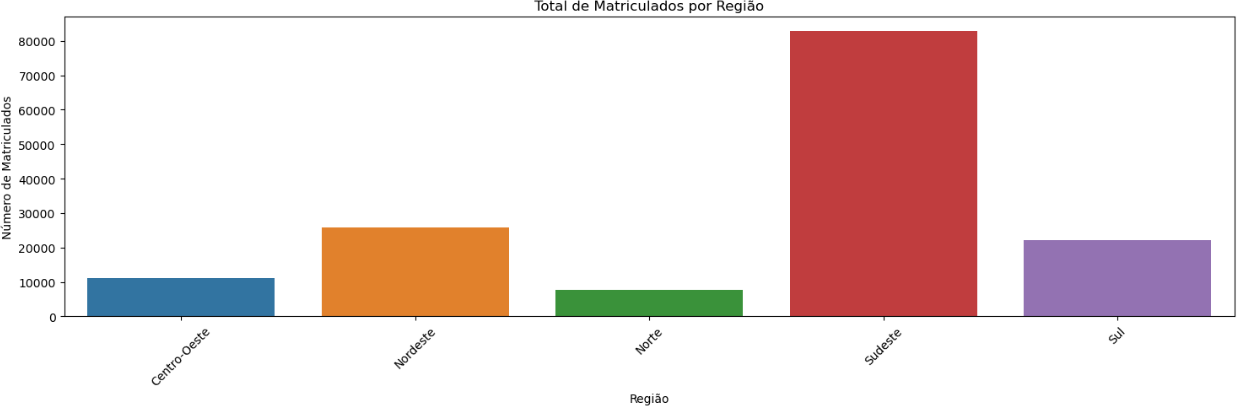 Total de Matriculados por Região
Número de Matriculados
80000
70000
60000
50000
40000
30000
20000
10000
0
Centro-Oeste
Nordeste
Norte
Sudeste
Sul
Região